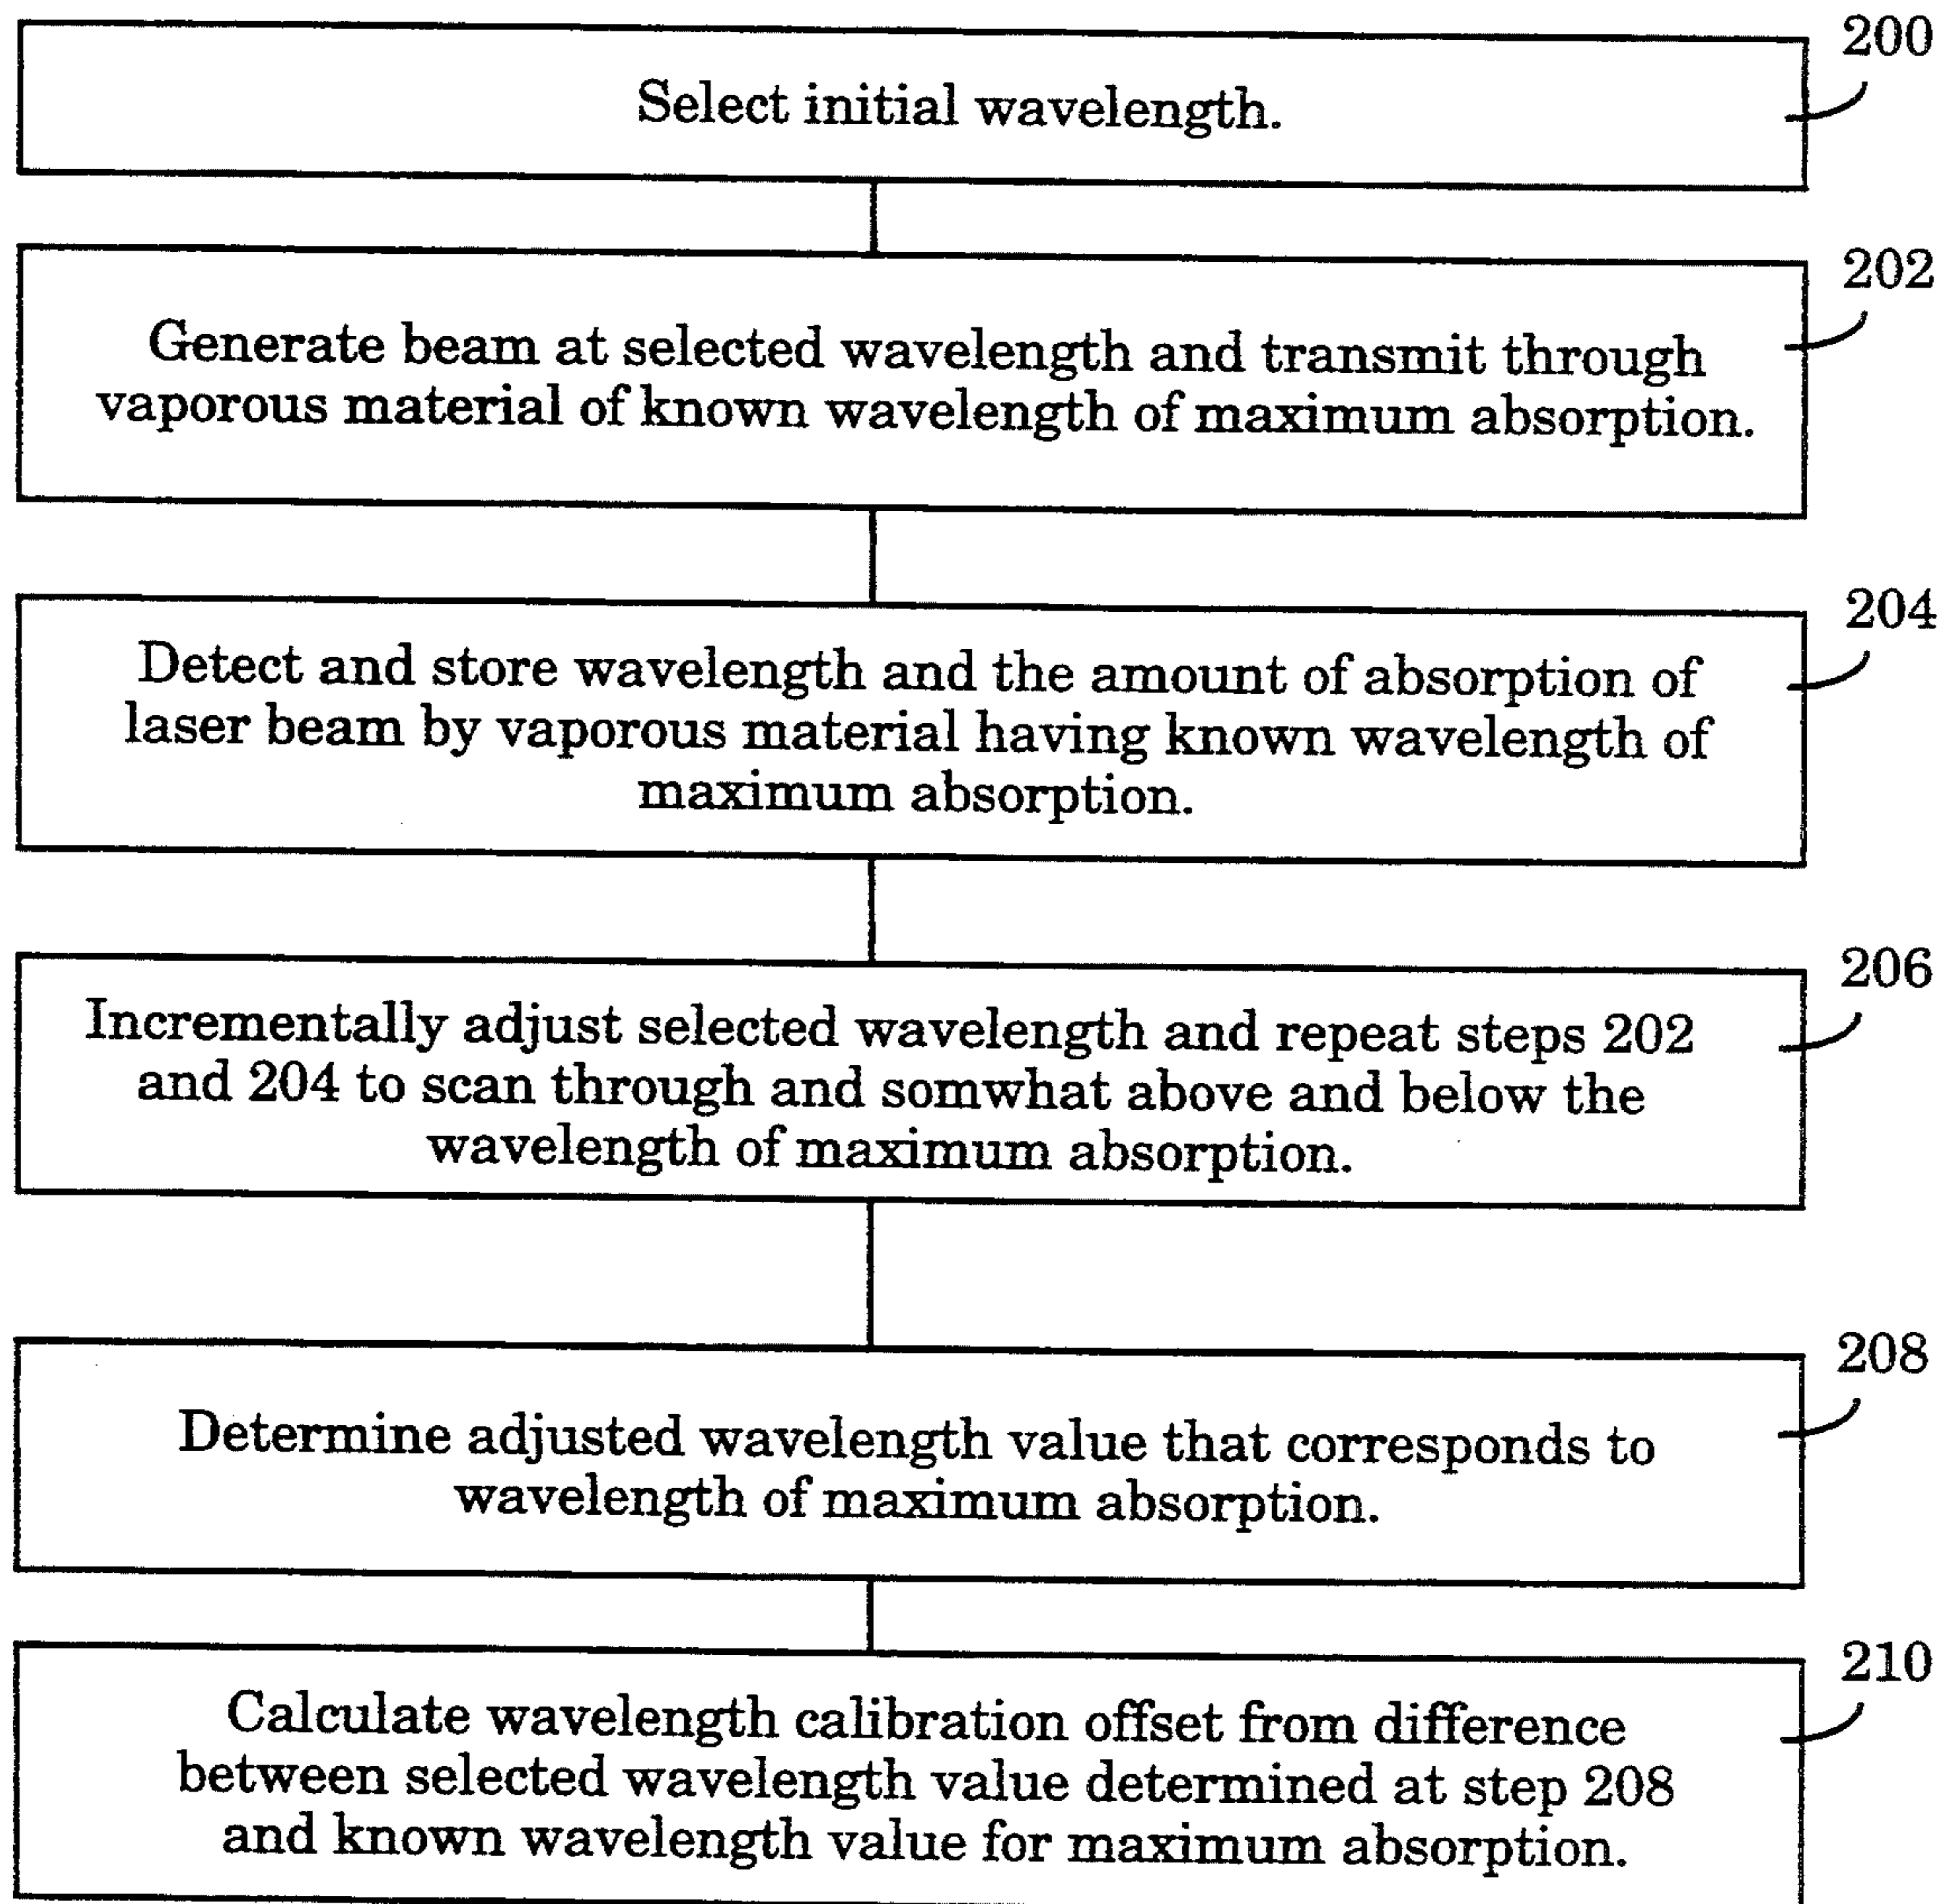 200
Select initial wavelength.
202
Generate beam at selected wavelength and transmit through
vaporous material of known wavelength of maximum absorption.
204
Detect and store wavelength and the amount of absorption of
laser beam by vaporous material having known wavelength of
maximum absorption.
206
Incrementally adjust selected wavelength and repeat steps 202
and 204 to scan through and somwhat above and below the
wavelength of maximum absorption.
208
Determine adjusted wavelength value that corresponds to
wavelength of maximum absorption.
210
Calculate wavelength calibration offset from difference
between selected wavelength value determined at step 208
and known wavelength value for maximum absorption.